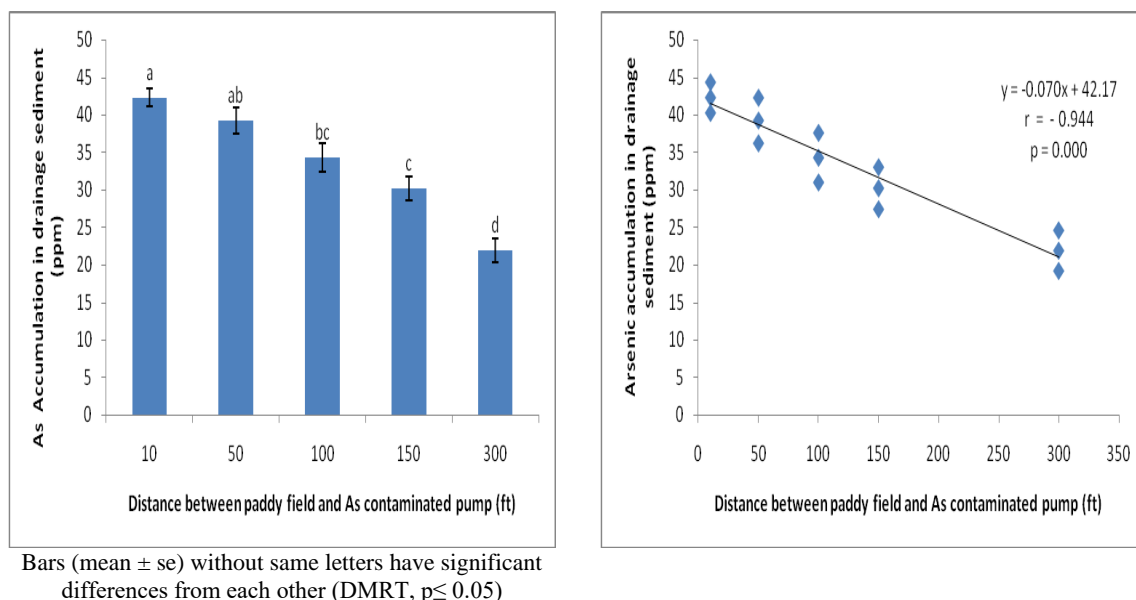 As Accumulation in drainage sediment
(ppm)
50
45
40
35
30
25
20
15
10
5
0
a
ab
bc
c
d
10 50 100 150 300
Distance between paddy field and As contaminated pump (ft)
Bars (mean ± se) without same letters have significant
differences from each other (DMRT, p≤ 0.05)
Arsenic accumulation in drainage
sediment (ppm)
50
45
40
35
30
25
20
15
10
5
0
y = -0.070x + 42.17
r = - 0.944
p = 0.000
0 50 100 150 200 250 300 350
Distance between paddy field and As contaminated pump (ft)